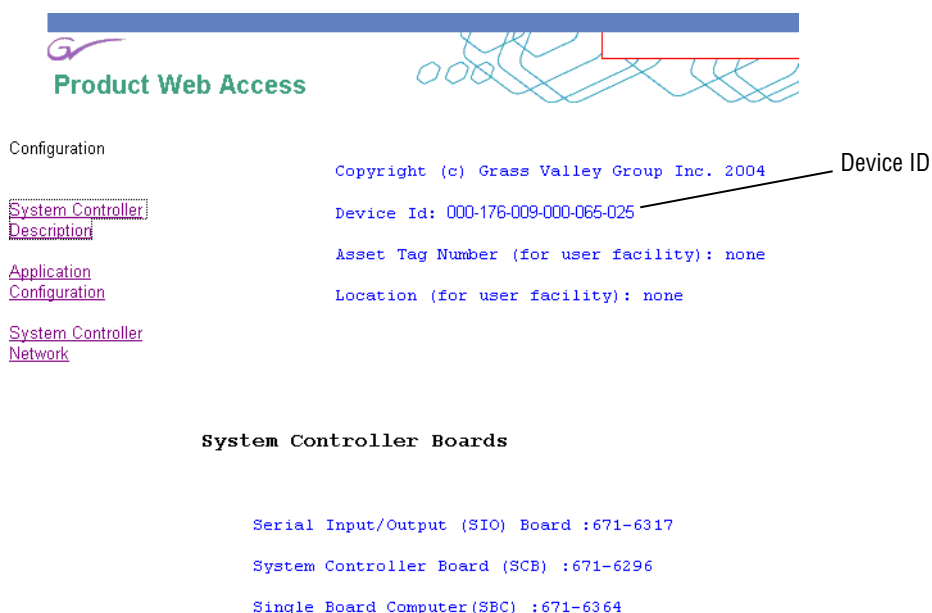 GV
Product Web Access
Configuration
System Controller
Description
Application
Configuration
System Controller
Network
Copyright (c) Grass Valley Group Inc. 2004
Device ID
Device Id: 000-176-009-000-065-025
Asset Tag Number (for user facility): none
Location (for user facility): none
System Controller Boards
Serial Input/Output (SIO) Board :671-6317
System Controller Board (SCB) :671-6296
Single Board Computer(SBC) :671-6364